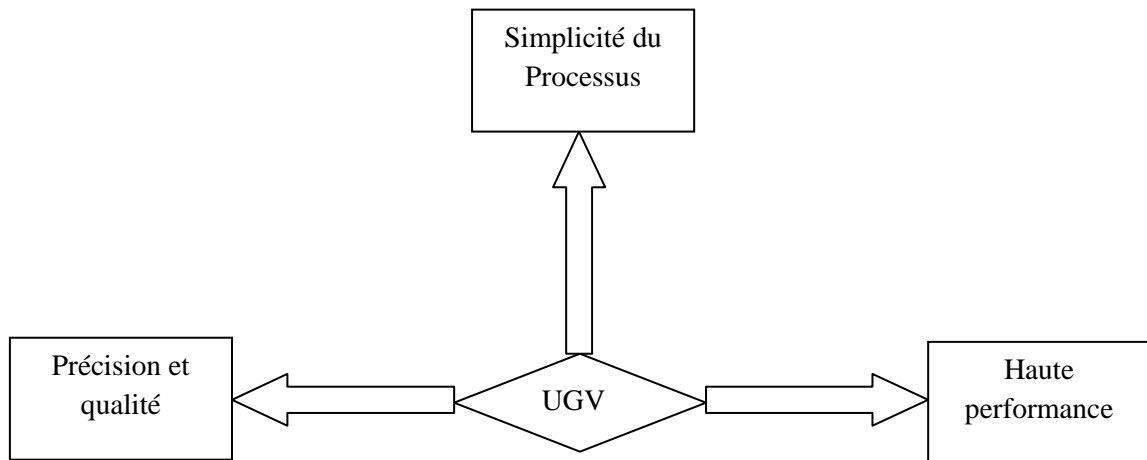 Simplicité du
Processus
Précision et
qualité
UGV
Haute
performance